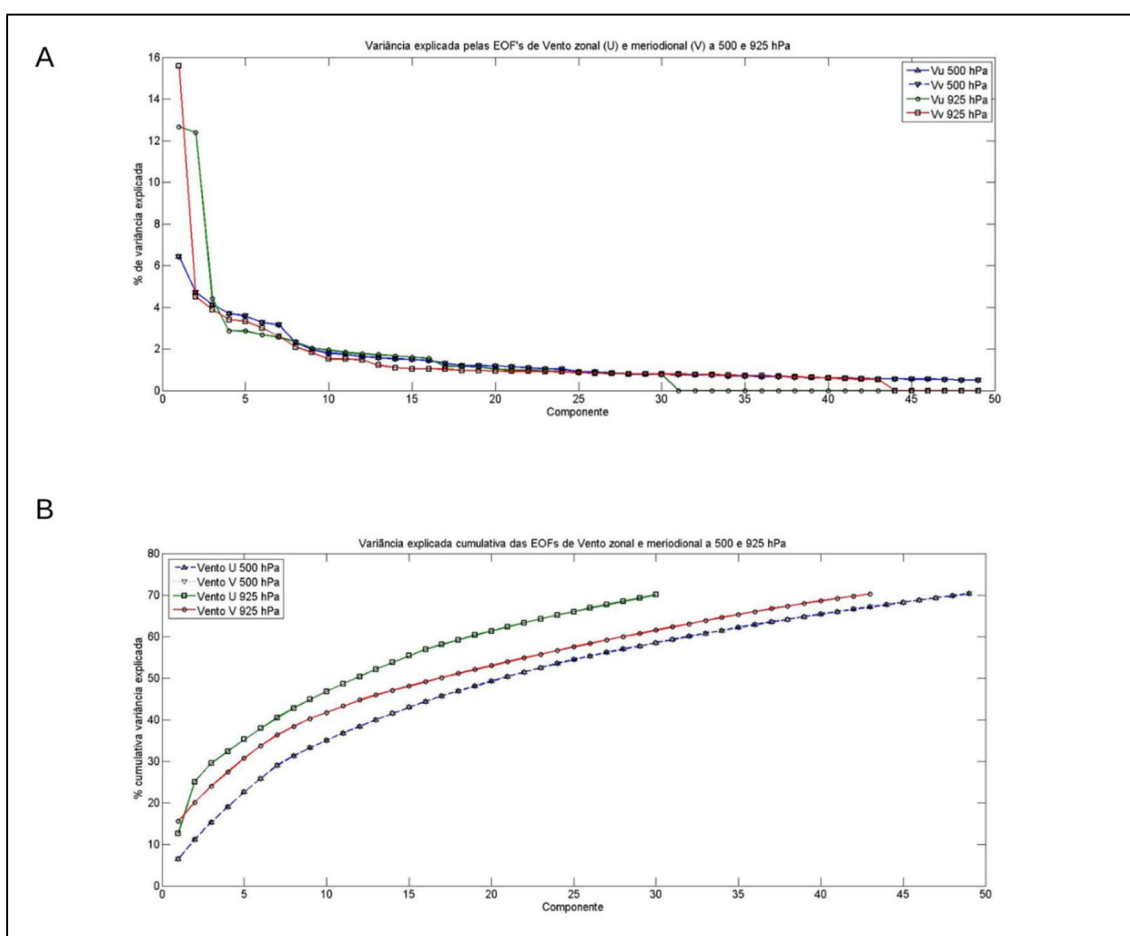 A
Variância explicada pelas EOF's de Vento zonal (U) e meriodional (V) a 500 e 925 hPa
16
14
12
10
8
6
4
2
0
% de variância explicada
Vu 500 hPa
Vv 500 hPa
Vu 925 hPa
Vv 925 hPa
0 5 10 15 20 25 30 35 40 45 50
Componente
B
Variância explicada cumulativa das EOFs de Vento zonal e meriodional a 500 e 925 hPa
80
70
60
50
40
30
20
10
0
% cumulativa variância explicada
Vento U 500 hPa
Vento V 500 hPa
Vento U 925 hPa
Vento V 925 hPa
0 5 10 15 20 25 30 35 40 45 50
Componente